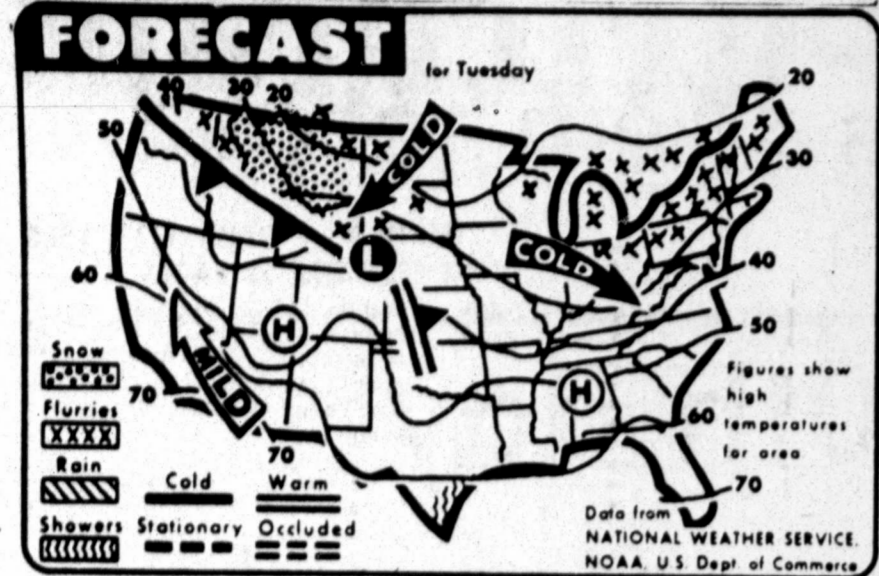 FORECAST
for Tuesday
40 30 20
20
50
COLD
30
L
COLD
40
60
H
50
Snow
MILD
Figures show
high
temperatures
for area
H
70
Flurries
XXXX
60
70
Rain
70
Cold Warm
Showers Stationary Occluded
Data from
NATIONAL WEATHER SERVICE,
NOAA, U.S. Dept. of Commerce